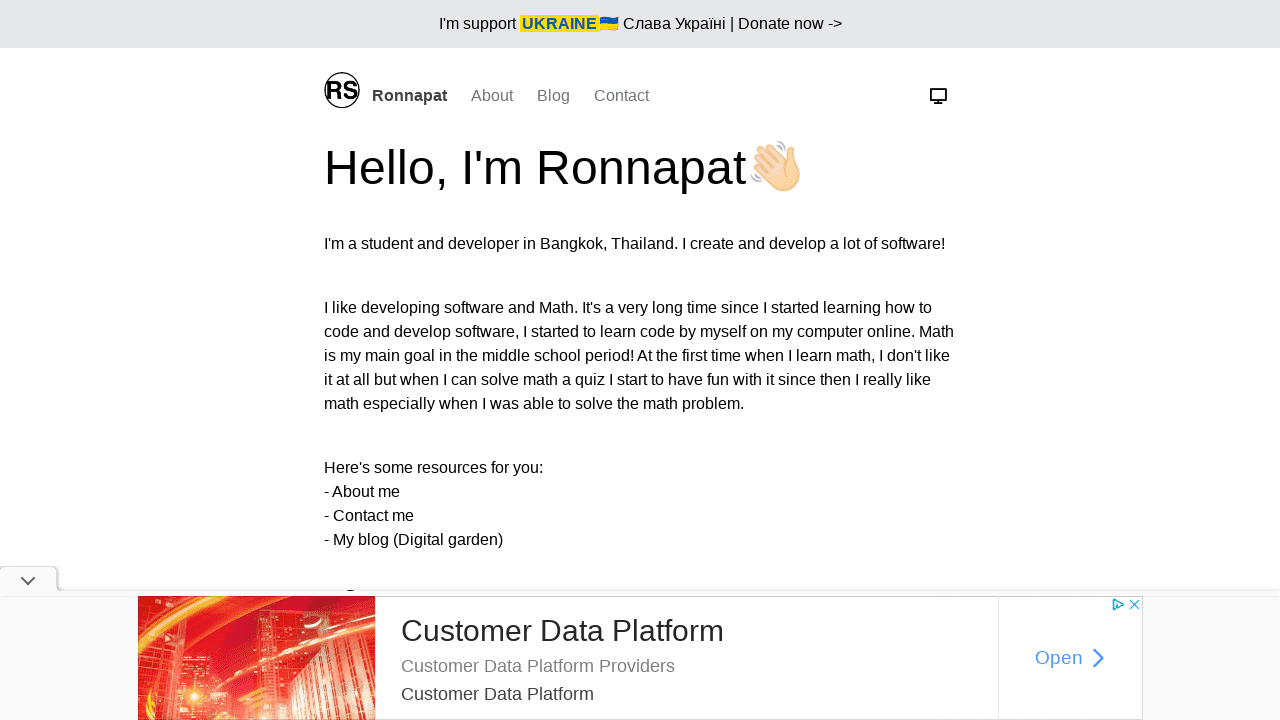 I'm support UKRAINE🇺🇦 Слава Україні | Donate now ->
RS Ronnapat About Blog Contact
Hello, I'm Ronnapat👋🏻
I'm a student and developer in Bangkok, Thailand. I create and develop a lot of software!
I like developing software and Math. It's a very long time since I started learning how to
code and develop software, I started to learn code by myself on my computer online. Math
is my main goal in the middle school period! At the first time when I learn math, I don't like
it at all but when I can solve math a quiz I start to have fun with it since then I really like
math especially when I was able to solve the math problem.
Here's some resources for you:
- About me
- Contact me
- My blog (Digital garden)
Customer Data Platform
Customer Data Platform Providers
Customer Data Platform
Open